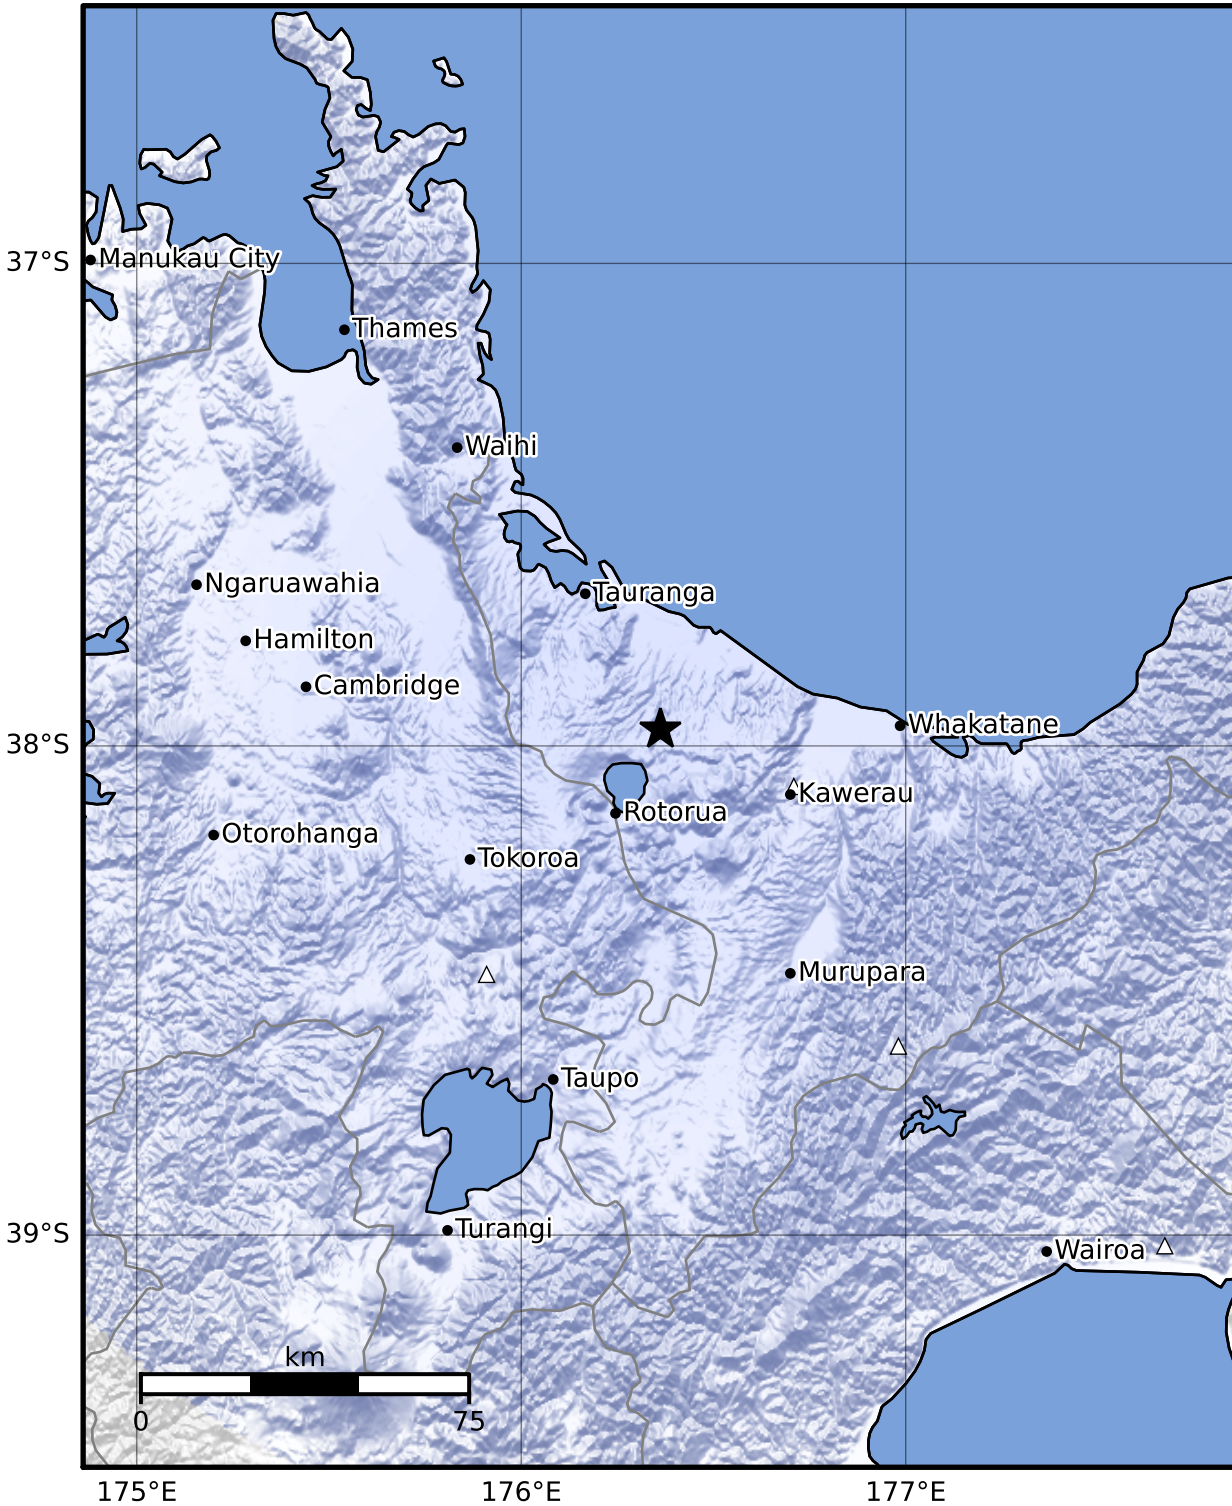 37°S
Manukau City
Thames
Waihi
Ngaruawahia
Tauranga
Hamilton
Cambridge
Whakatane
38°S
Kawerau
Rotorua
Otorohanga
Tokoroa
Murupara
Taupo
Turangi
39°S
Wairoa
km
0 75
175°E 176°E 177°E